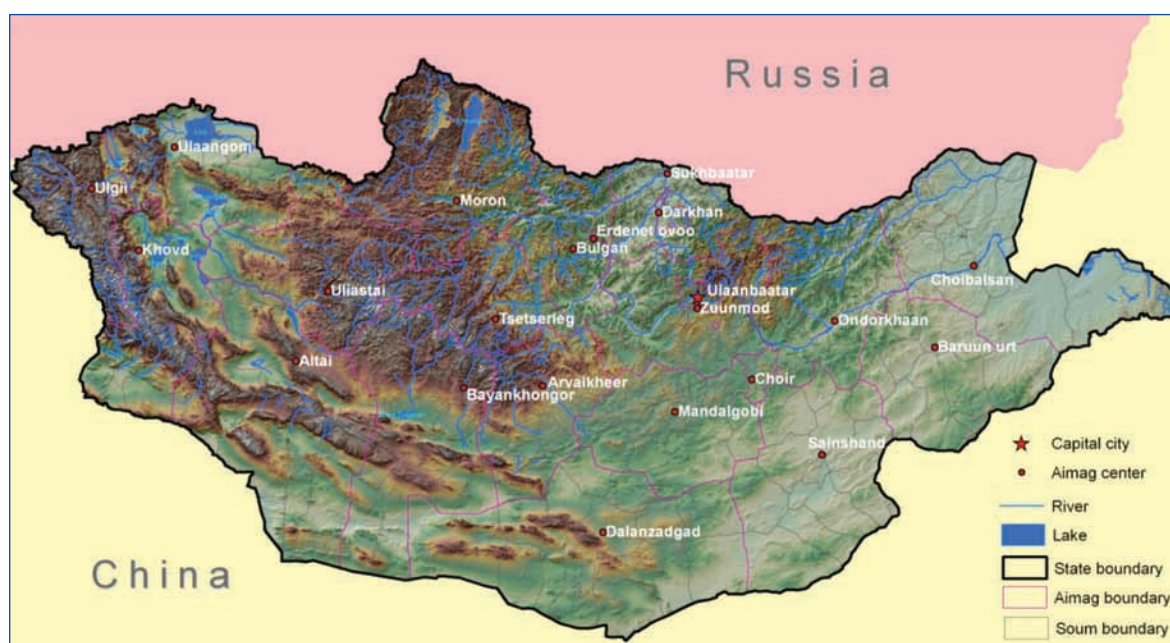 Russia
Ulaangom
Ulgii
Sukhbaatar
Moron
Darkhan
Erdenet ovoo
Bulgan
Khovd
Choibalsan
Uliastai
Ulaanbaatar
Zuunmod
Tsetserleg
Ondorkhaan
Baruun urt
Altai
Choir
Arvaikheer
Bayankhongor
Mandalgobi
Sainshand
Dalanzadgad
China
Capital city
Aimag center
River
Lake
State boundary
Aimag boundary
Soum boundary